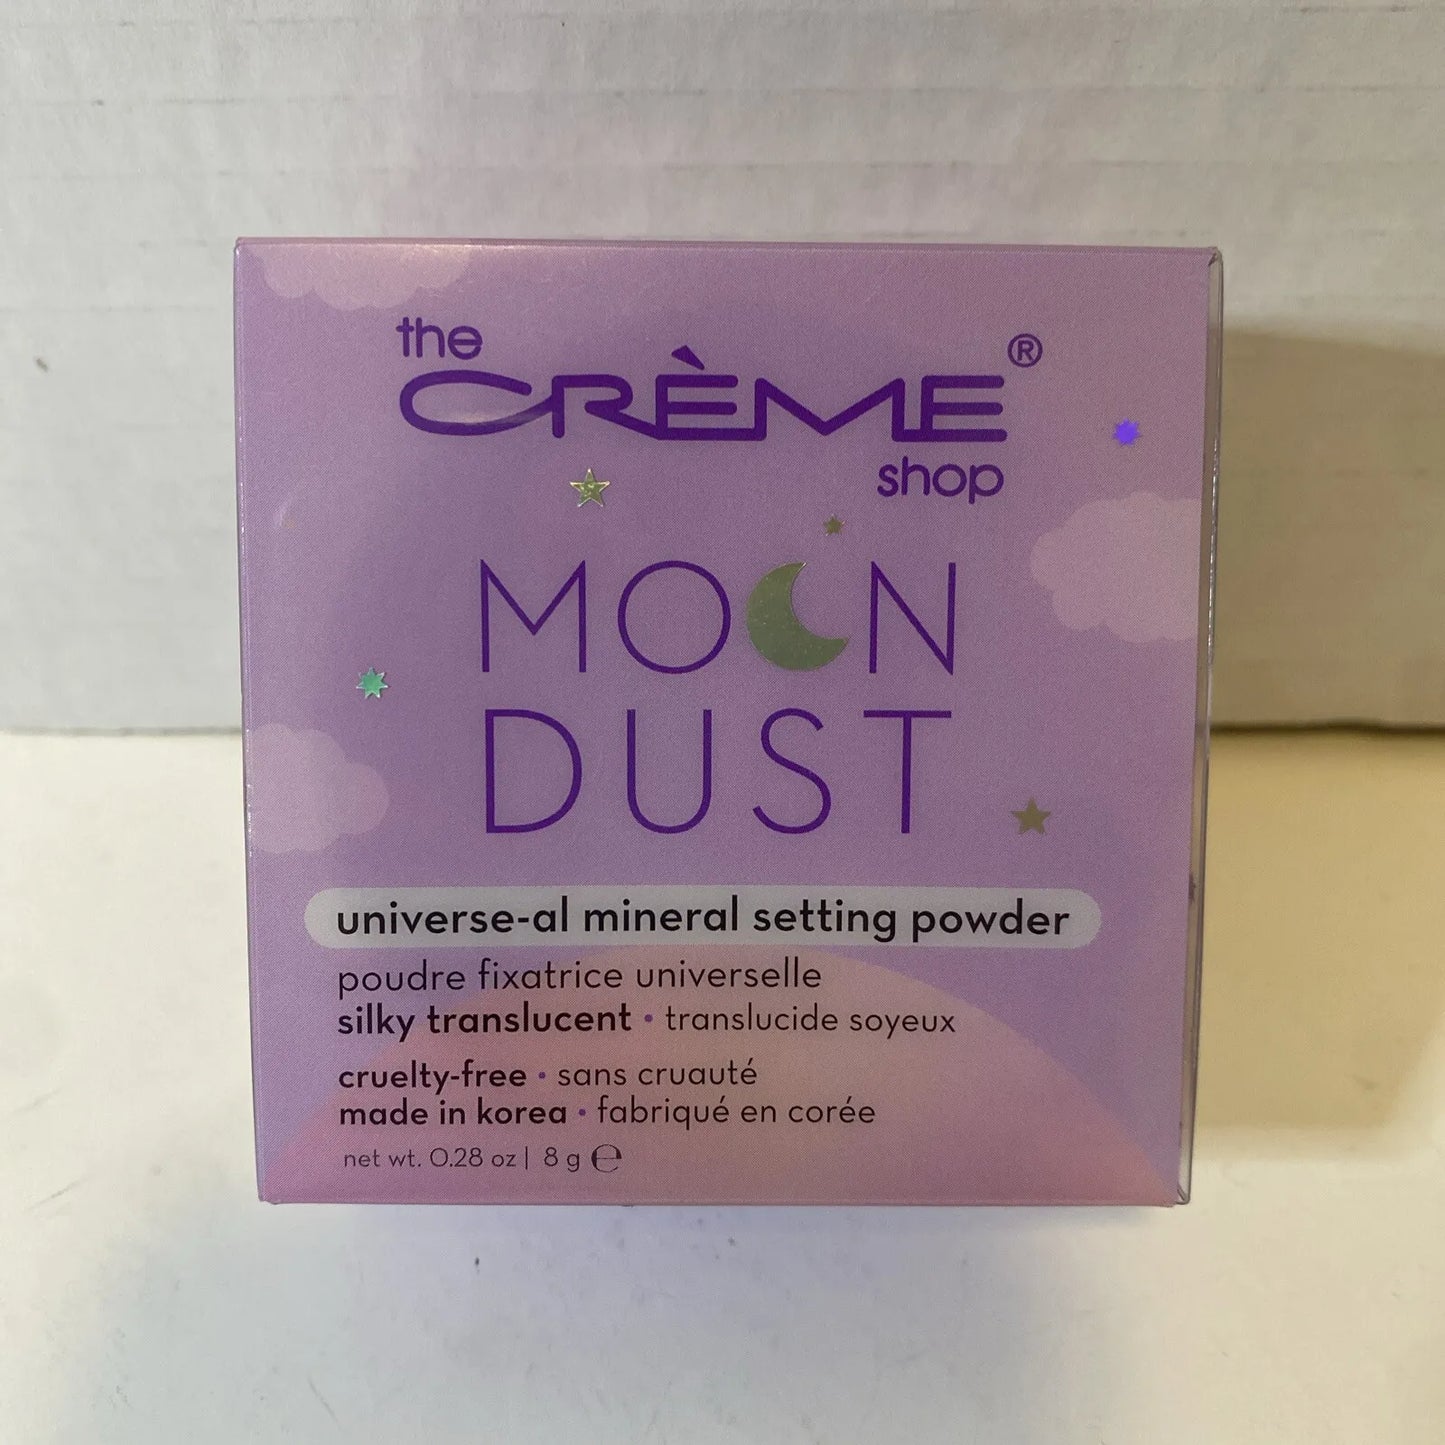 the
CRÈME®
shop
MOON
DUST
universe-al mineral setting powder
poudre fixatrice universelle
silky translucent • translucide soyeux
cruelty-free • sans cruauté
made in korea • fabriqué en corée
net wt. 0.28 oz | 8 g ℮